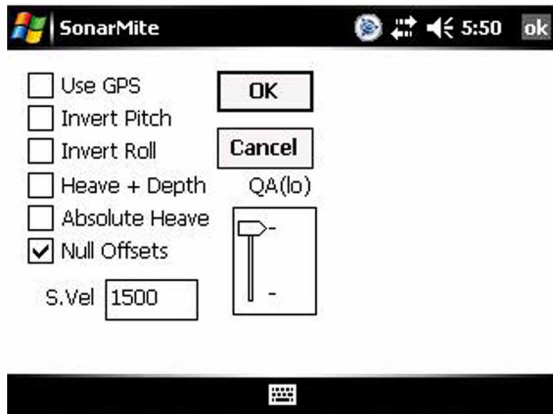 SonarMite 5:50 ok
Use GPS
OK
Invert Pitch
Invert Roll
Cancel
Heave + Depth
QA(lo)
Absolute Heave
Null Offsets
S.Vel 1500